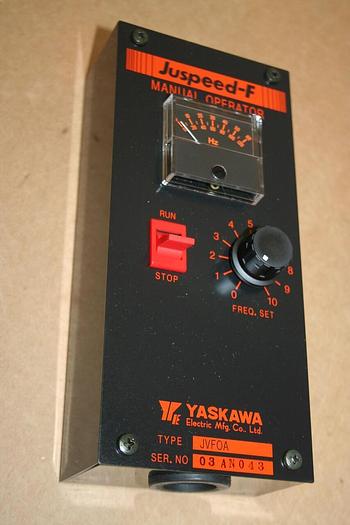 Juspeed-F
MANUAL OPERATOR
Hz
RUN
STOP
0 1 2 3 4 5 8 9 10
FREQ. SET
YASKAWA
Electric Mfg. Co., Ltd.
TYPE JVFOA
SER. NO 03AN043